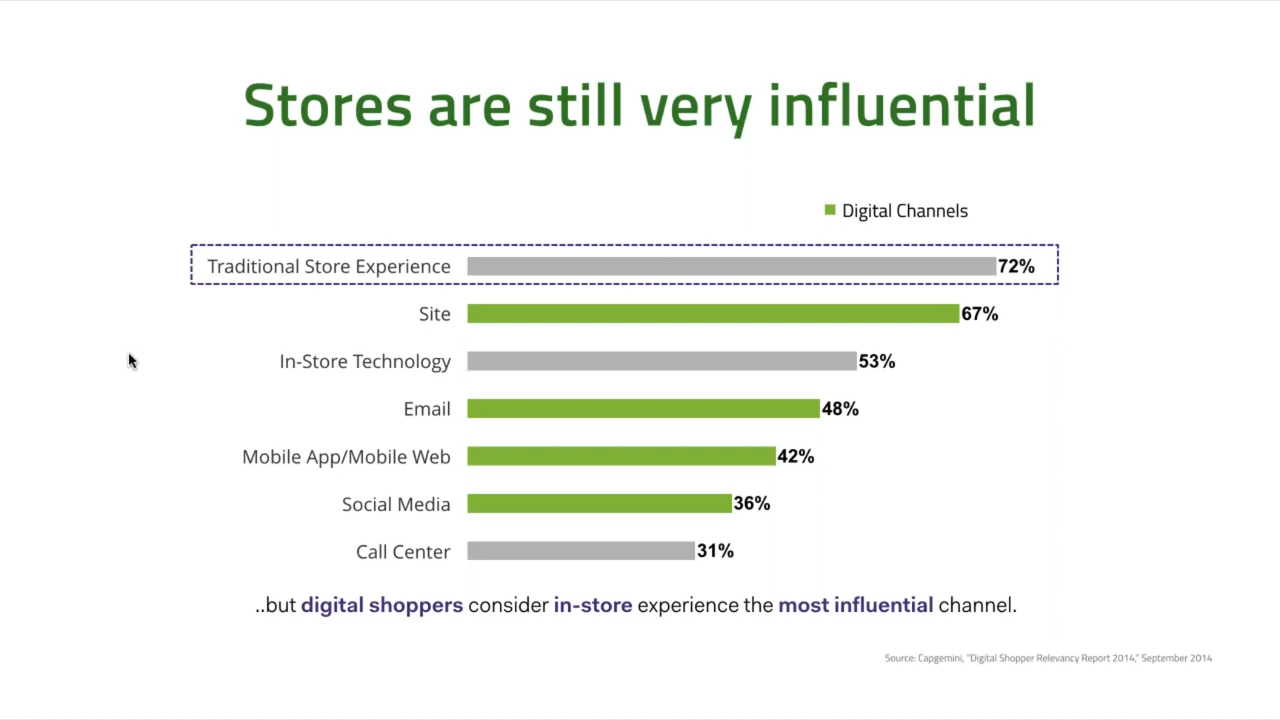 Stores are still very influential
Digital Channels
Traditional Store Experience 72%
Site 67%
In-Store Technology 53%
Email 48%
Mobile App/Mobile Web 42%
Social Media 36%
Call Center 31%
..but digital shoppers consider in-store experience the most influential channel.
Source: Capgemini, "Digital Shopper Relevancy Report 2014," September 2014